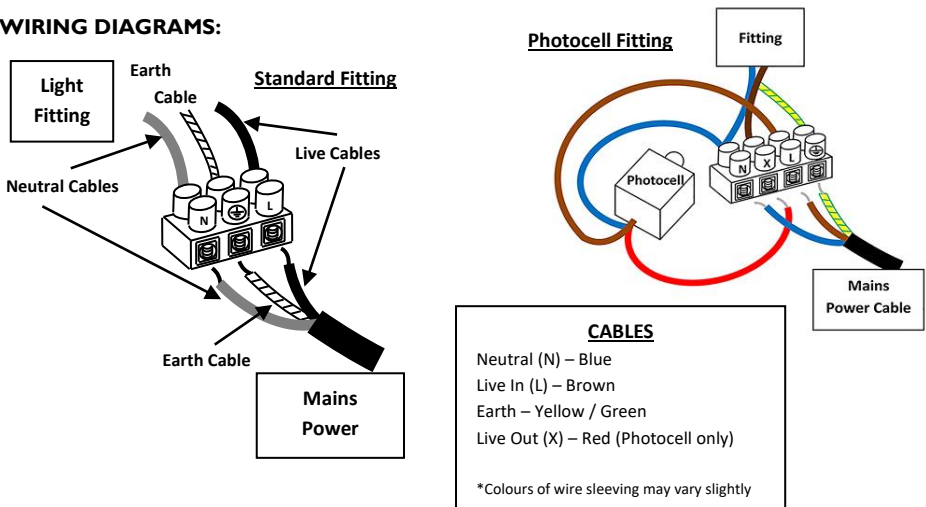 WIRING DIAGRAMS:
Light
Fitting
Earth
Cable
Standard Fitting
Live Cables
Neutral Cables
N
L
Earth Cable
Mains
Power
Photocell Fitting
Fitting
Photocell
N
X
L
Mains
Power Cable
CABLES
Neutral (N) – Blue
Live In (L) – Brown
Earth – Yellow / Green
Live Out (X) – Red (Photocell only)
*Colours of wire sleeving may vary slightly